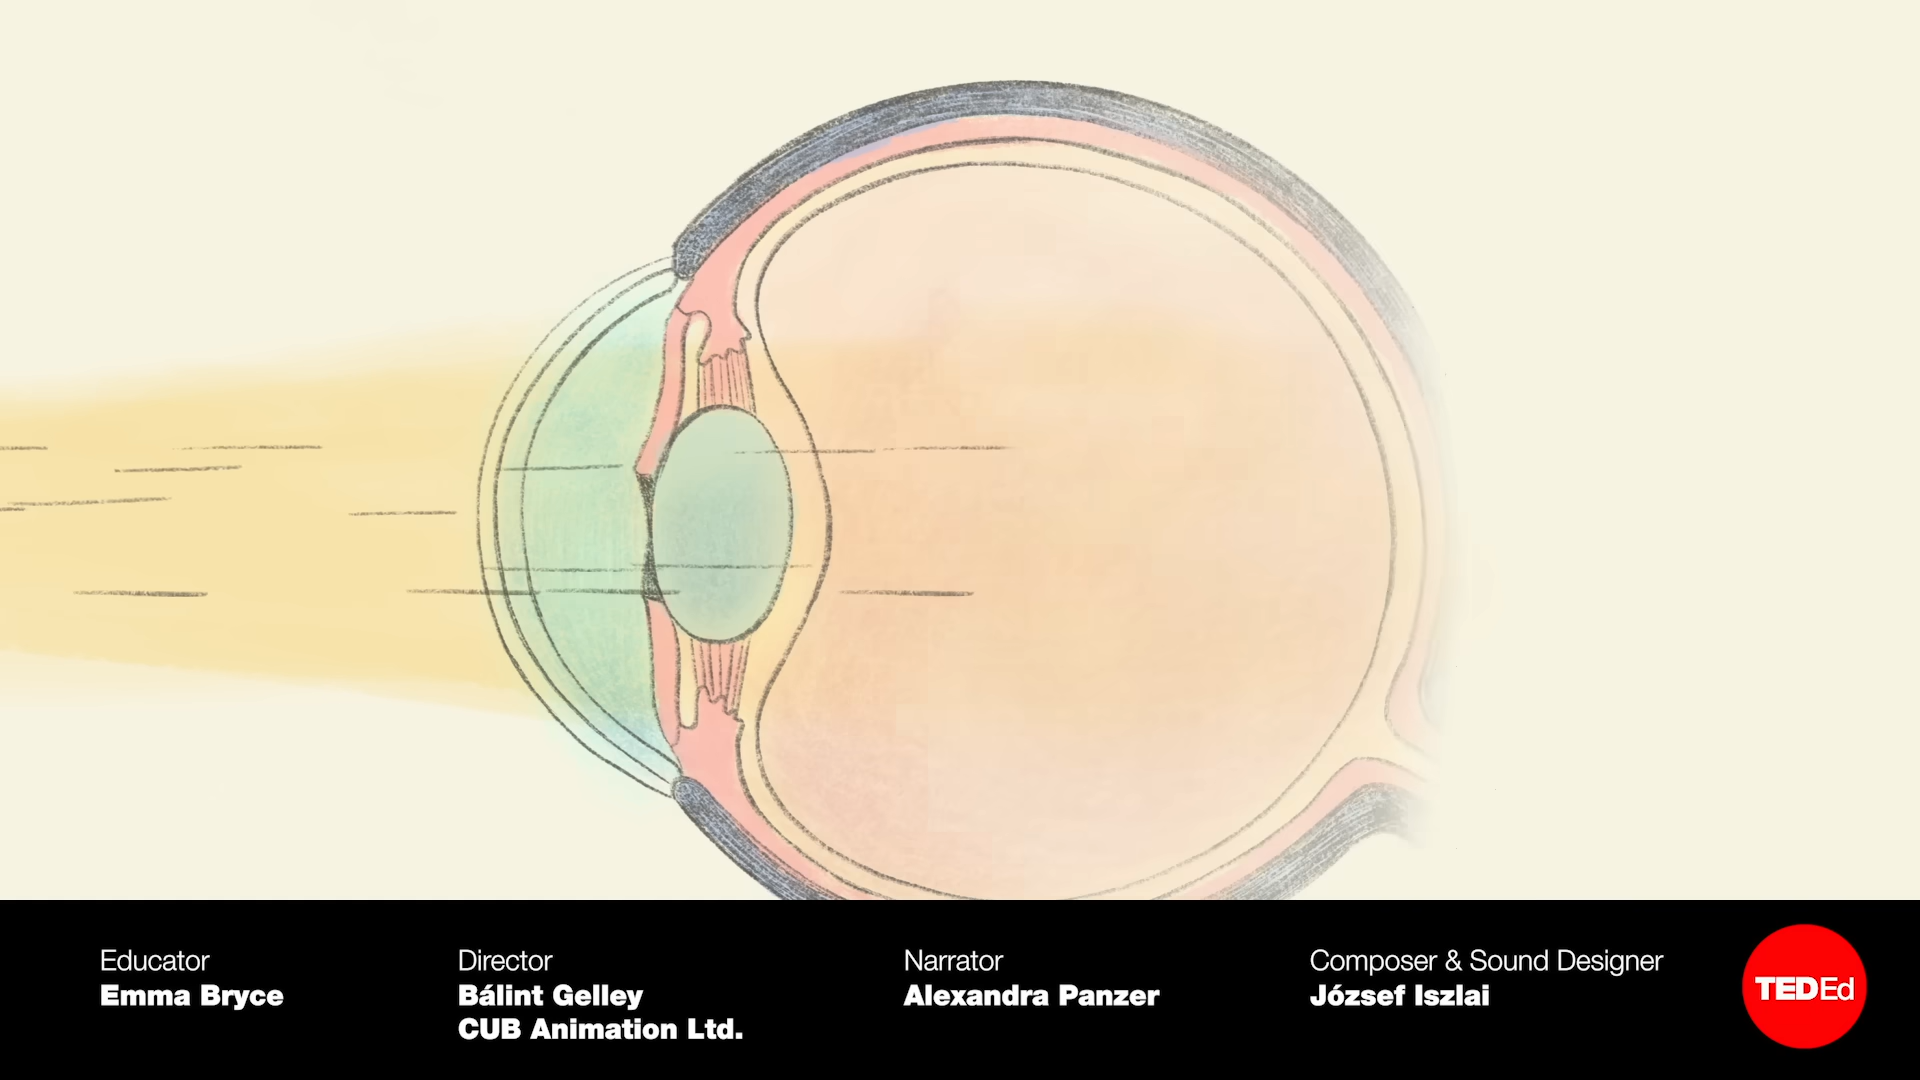 Educator
Emma Bryce
Director
Bálint Gelley
CUB Animation Ltd.
Narrator
Alexandra Panzer
Composer & Sound Designer
József Iszlai
TEDEd